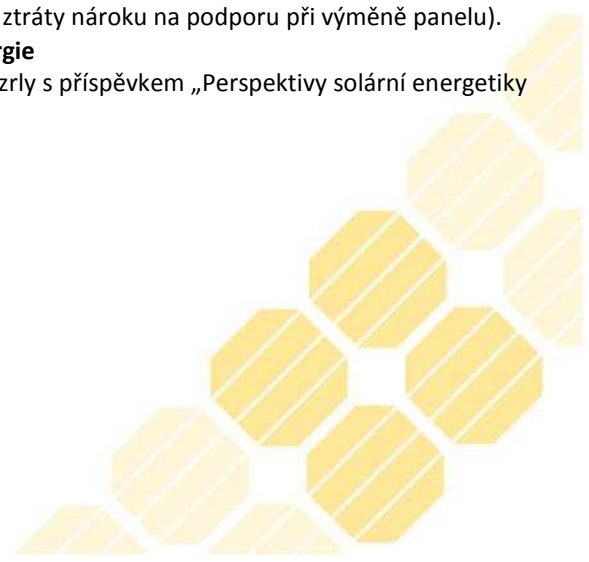 ztráty nároku na podporu při výměně panelu).
rgie
zrly s příspěvkem „Perspektivy solární energetiky